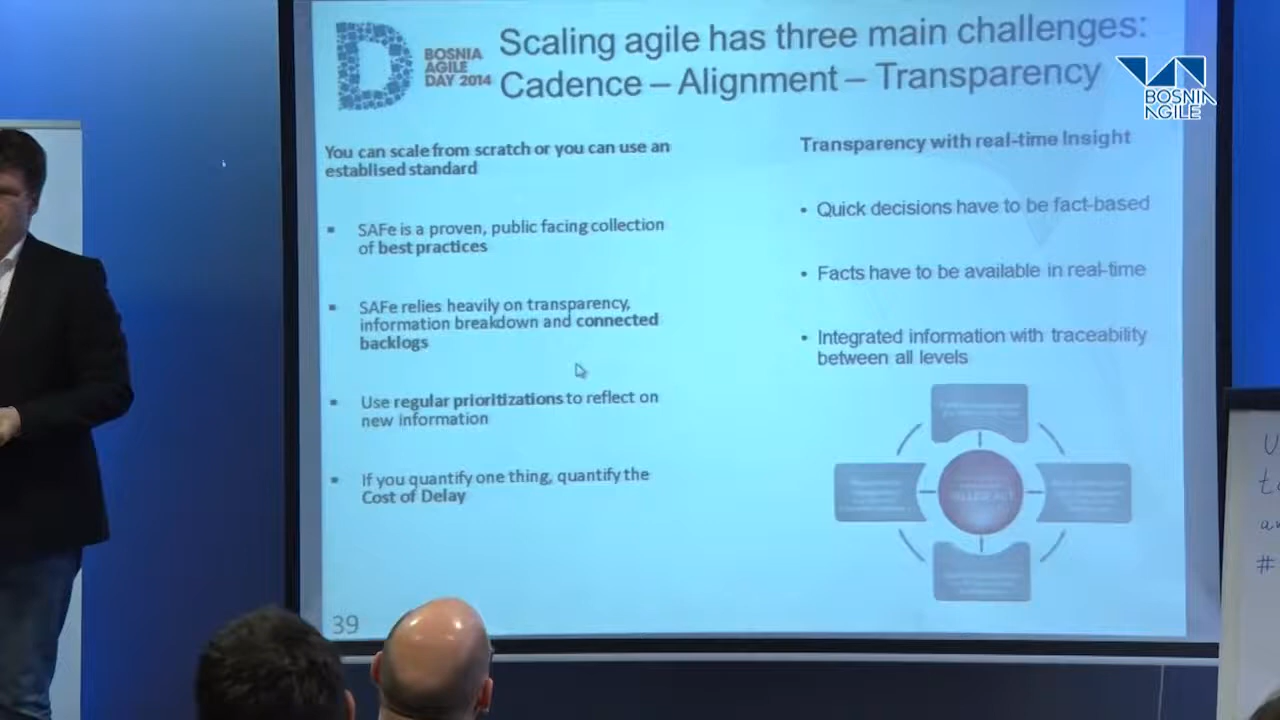 BOSNIA
AGILE
DAY 2014
Scaling agile has three main challenges:
Cadence – Alignment – Transparency
BOSNIA
AGILE
You can scale from scratch or you can use an
establised standard
▪ SAFe is a proven, public facing collection
of best practices
▪ SAFe relies heavily on transparency,
information breakdown and connected
backlogs
▪ Use regular prioritizations to reflect on
new information
▪ If you quantify one thing, quantify the
Cost of Delay
Transparency with real-time Insight
• Quick decisions have to be fact-based
• Facts have to be available in real-time
• Integrated information with traceability
between all levels
39
#